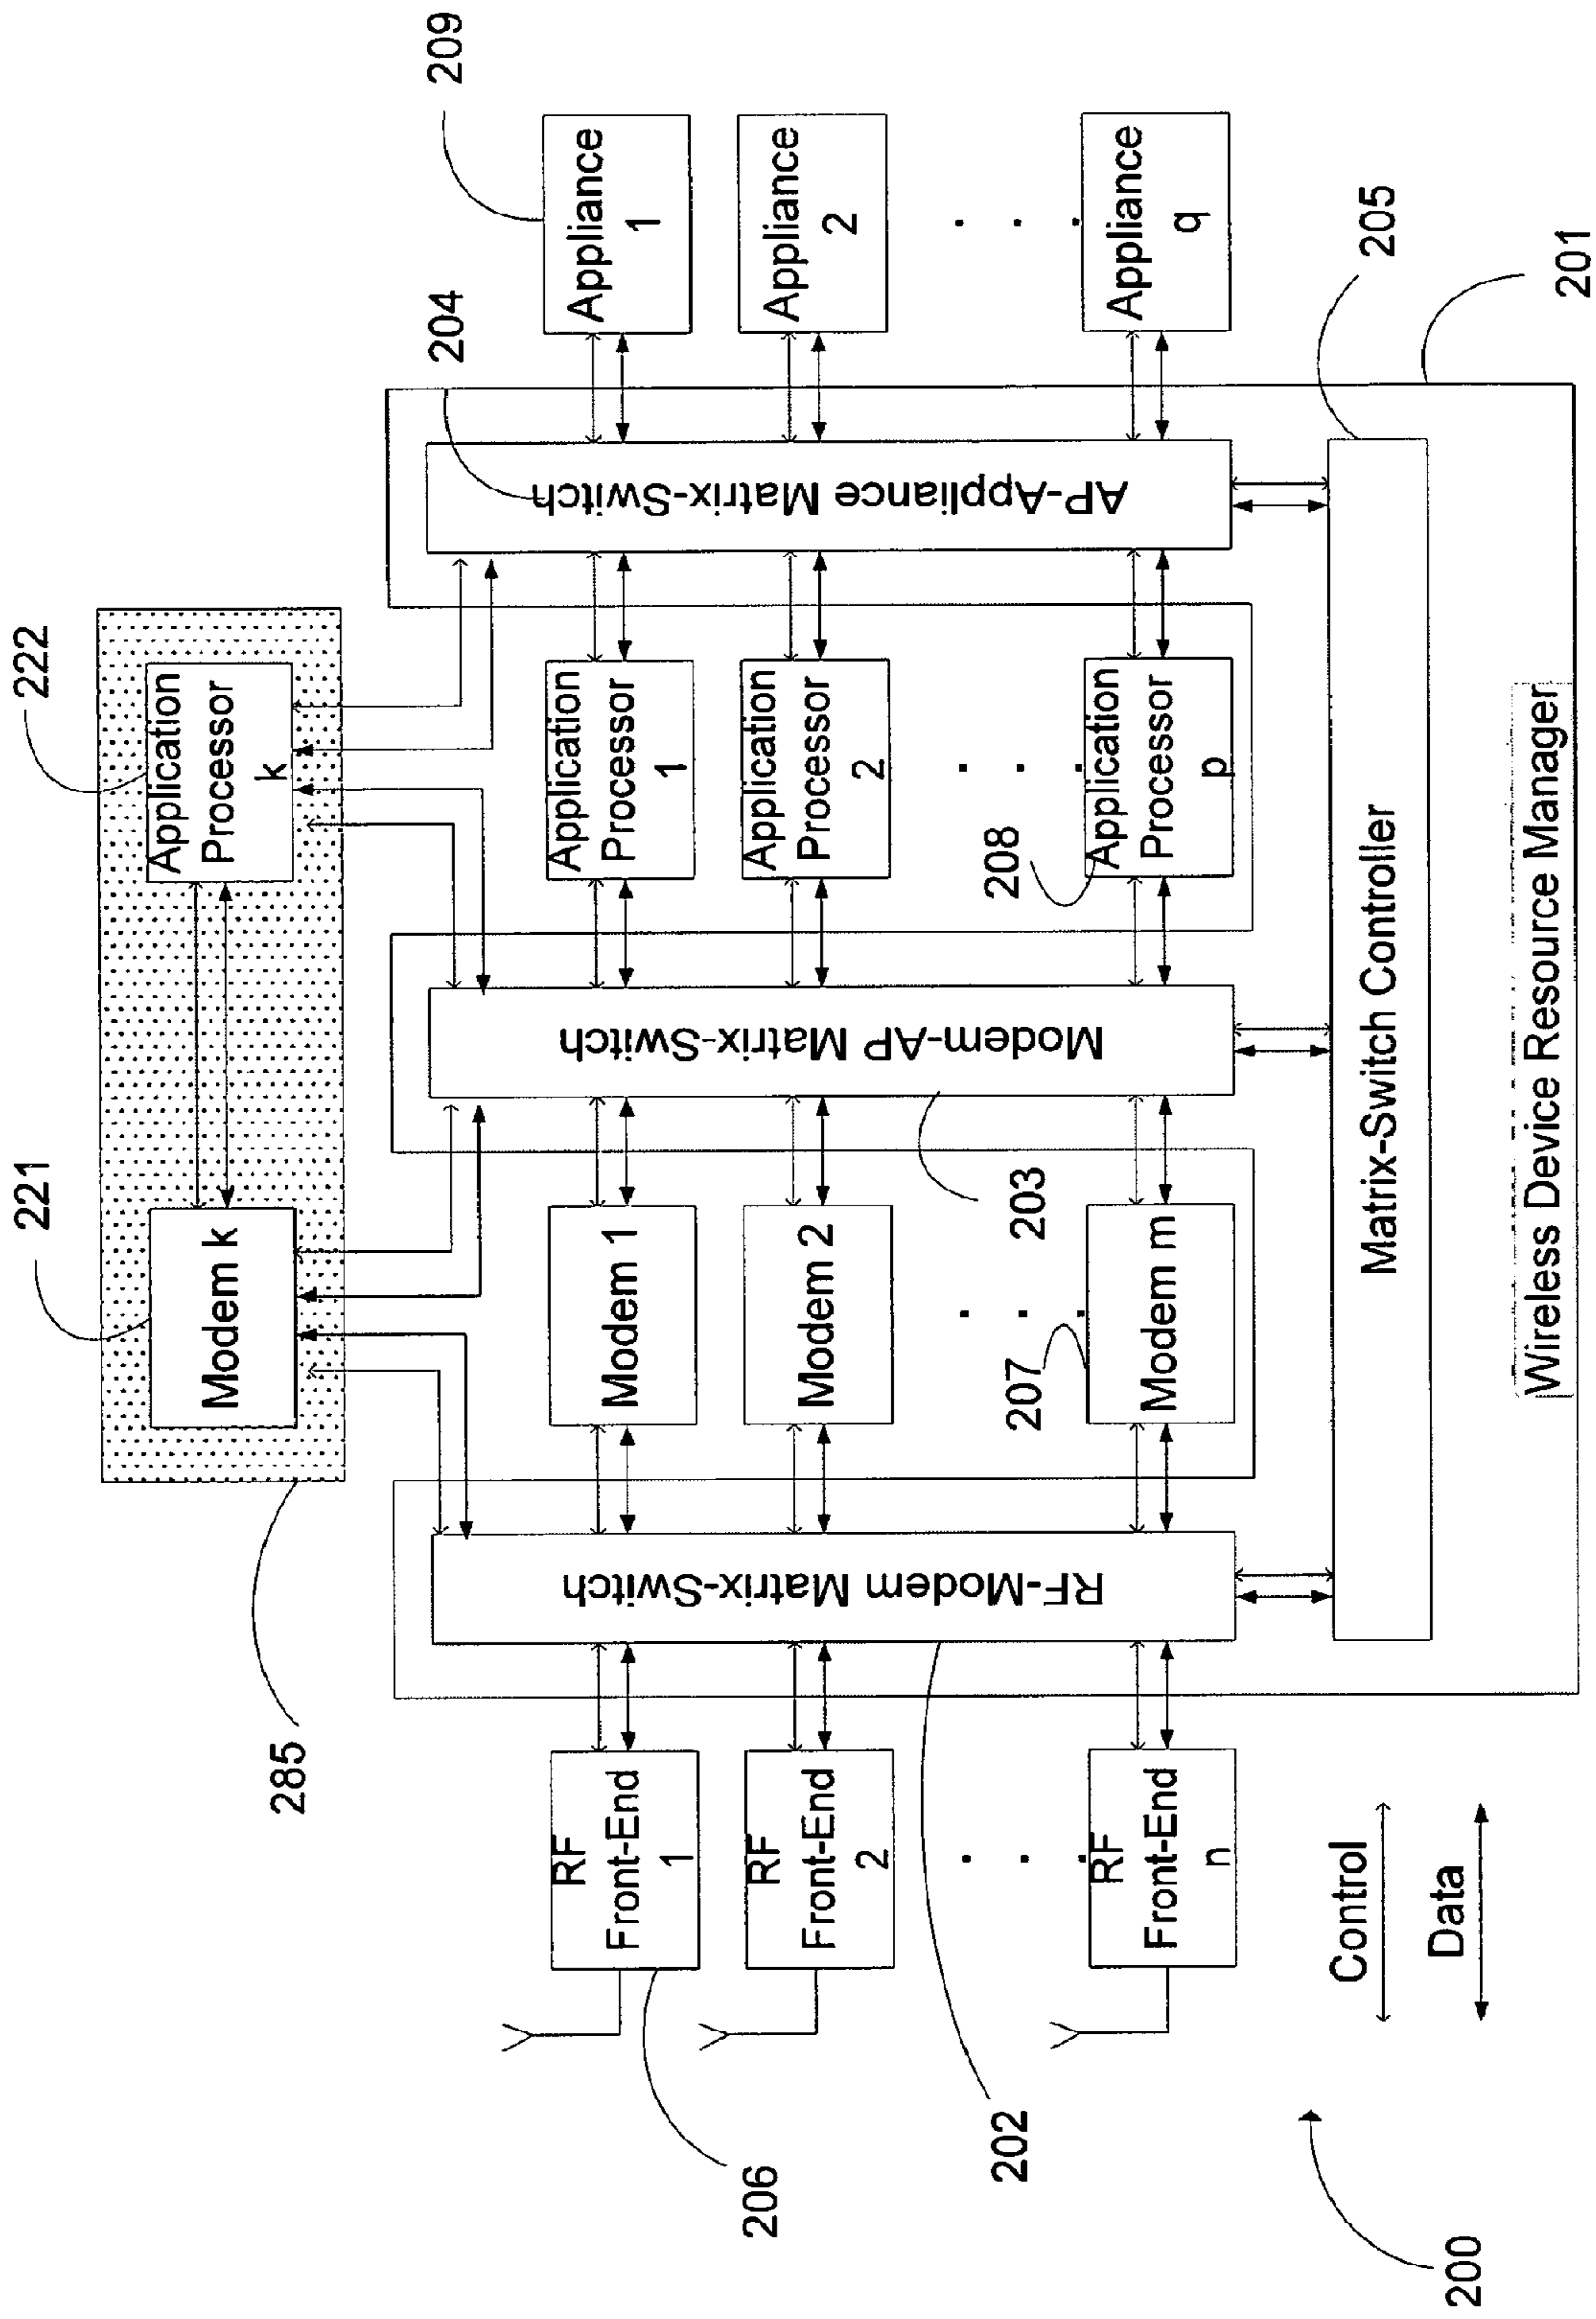 285
221
222
Modem k
Application
Processor
k
204
209
RF
Front-End
1
RF-Modem Matrix-Switch
Modem 1
Modem-AP Matrix-Switch
Application
Processor
1
AP-Appliance Matrix-Switch
Appliance
1
206
RF
Front-End
2
Modem 2
Application
Processor
2
Appliance
2
. . .
. . .
. . .
. . .
207
203
208
RF
Front-End
n
Modem m
Application
Processor
p
Appliance
q
202
Control
Data
Matrix-Switch Controller
205
Wireless Device Resource Manager
201
200